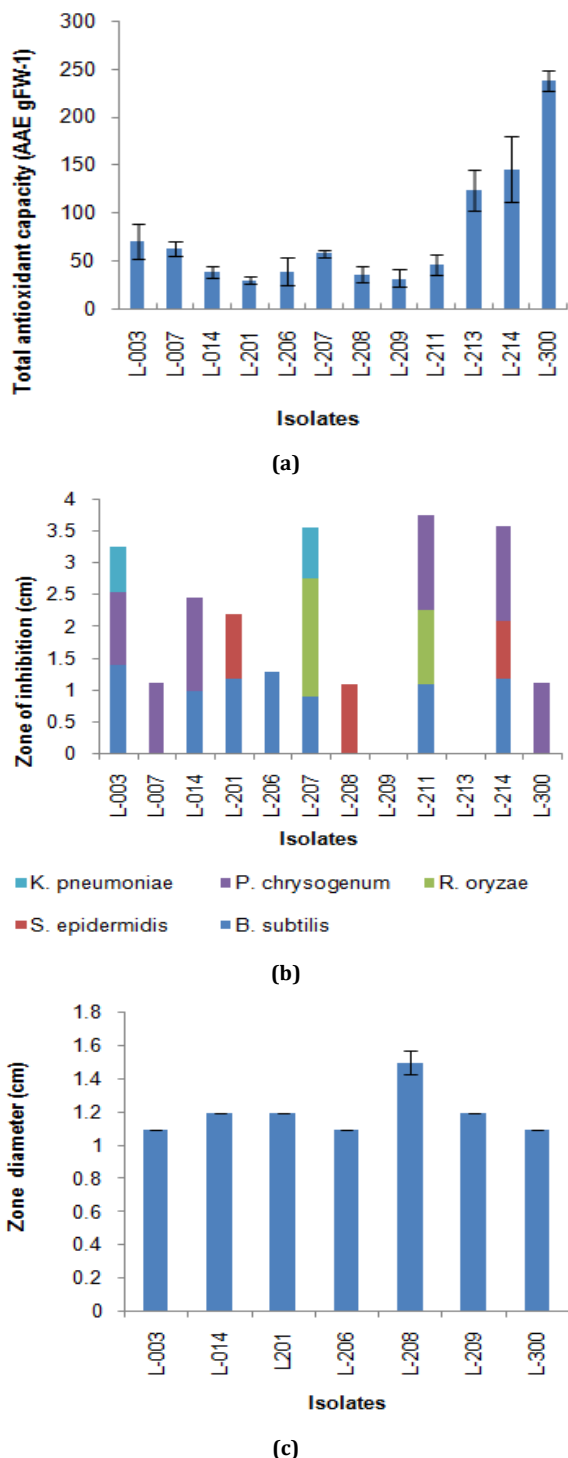 Total antioxidant capacity (AAE gFW-1)
300
250
200
150
100
50
0
L-003 L-007 L-014 L-201 L-206 L-207 L-208 L-209 L-211 L-213 L-214 L-300
Isolates
(a)
Zone of inhibition (cm)
4
3.5
3
2.5
2
1.5
1
0.5
0
L-003 L-007 L-014 L-201 L-206 L-207 L-208 L-209 L-211 L-213 L-214 L-300
Isolates
K. pneumoniae P. chrysogenum R. oryzae
S. epidermidis B. subtilis
(b)
Zone diameter (cm)
1.8
1.6
1.4
1.2
1
0.8
0.6
0.4
0.2
0
L-003 L-014 L201 L-206 L-208 L-209 L-300
Isolates
(c)